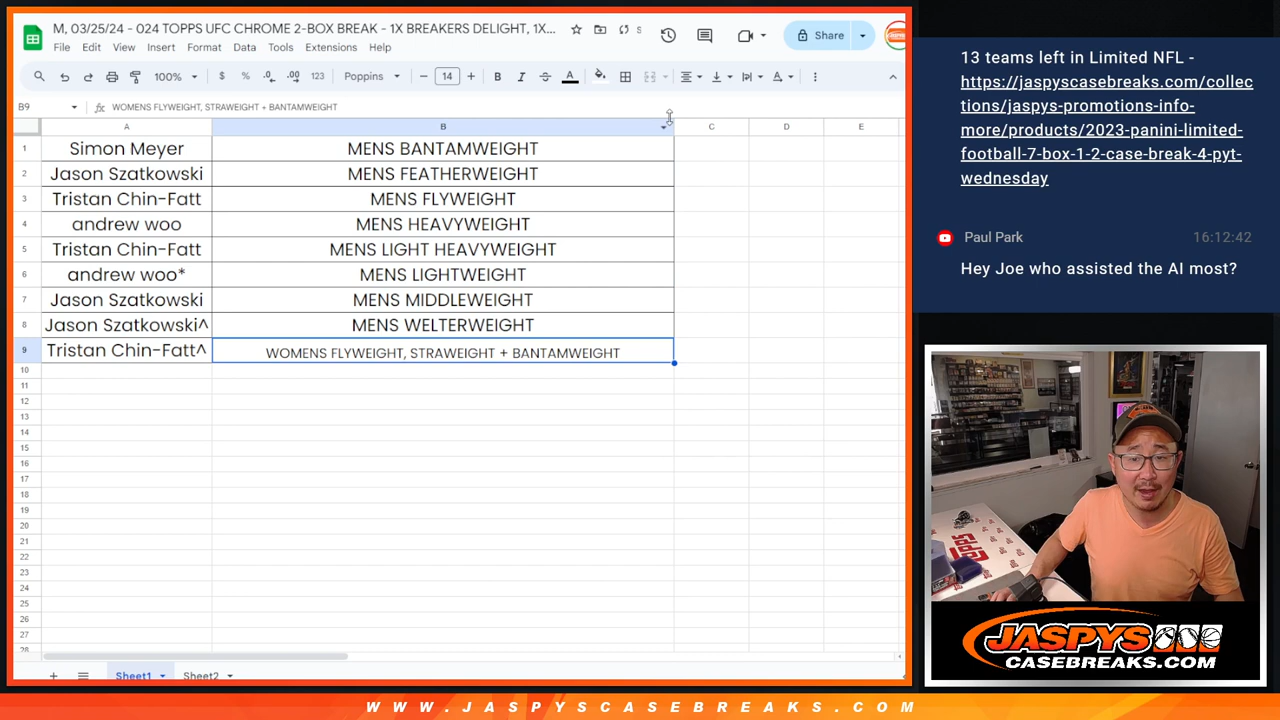 M, 03/25/24 - 024 TOPPS UFC CHROME 2-BOX BREAK - 1X BREAKERS DELIGHT, 1X...
File Edit View Insert Format Data Tools Extensions Help
Share
100% $ % .0 .00 123 Poppins 14 B I A
B9 fx WOMENS FLYWEIGHT, STRAWEIGHT + BANTAMWEIGHT
A B C D E
1 Simon Meyer MENS BANTAMWEIGHT
2 Jason Szatkowski MENS FEATHERWEIGHT
3 Tristan Chin-Fatt MENS FLYWEIGHT
4 andrew woo MENS HEAVYWEIGHT
5 Tristan Chin-Fatt MENS LIGHT HEAVYWEIGHT
6 andrew woo* MENS LIGHTWEIGHT
7 Jason Szatkowski MENS MIDDLEWEIGHT
8 Jason Szatkowski^ MENS WELTERWEIGHT
9 Tristan Chin-Fatt^ WOMENS FLYWEIGHT, STRAWEIGHT + BANTAMWEIGHT
10
11
12
13
14
15
16
17
18
19
20
21
22
23
24
25
26
27
28
Sheet1 Sheet2
13 teams left in Limited NFL -
https://jaspyscasebreaks.com/collec
tions/jaspys-promotions-info-
more/products/2023-panini-limited-
football-7-box-1-2-case-break-4-pyt-
wednesday
Paul Park 16:12:42
Hey Joe who assisted the AI most?
JASPYS
CASEBREAKS.COM
WWW.JASPYSCASEBREAKS.COM